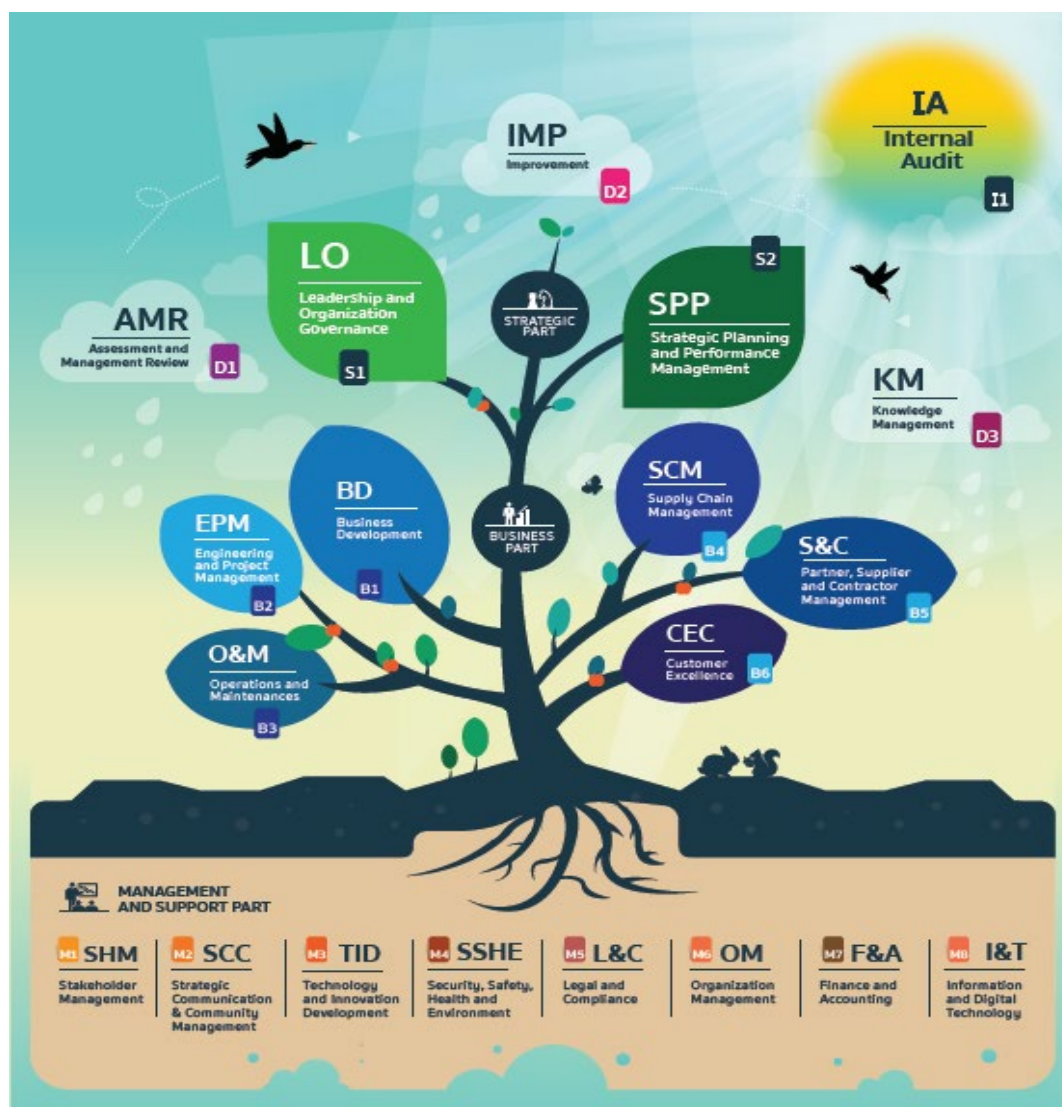 IA
Internal
Audit
I1
IMP
Improvement
D2
LO
Leadership and
Organization
Governance
S1
STRATEGIC
PART
S2
SPP
Strategic Planning
and Performance
Management
AMR
Assessment and
Management Review
D1
KM
Knowledge
Management
D3
BD
Business
Development
B1
BUSINESS
PART
SCM
Supply Chain
Management
B4
EPM
Engineering
and Project
Management
B2
S&C
Partner, Supplier
and Contractor
Management
B5
O&M
Operations and
Maintenances
B3
CEC
Customer
Excellence
B6
MANAGEMENT
AND SUPPORT PART
M1 SHM
Stakeholder
Management
M2 SCC
Strategic
Communication
& Community
Management
M3 TID
Technology
and Innovation
Development
M4 SSHE
Security, Safety,
Health and
Environment
M5 L&C
Legal and
Compliance
M6 OM
Organization
Management
M7 F&A
Finance and
Accounting
M8 I&T
Information
and Digital
Technology